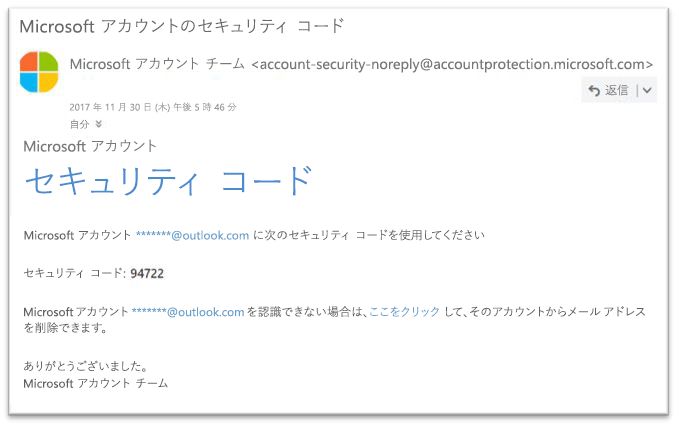 Microsoft アカウントのセキュリティ コード
Microsoft アカウント チーム <account-security-noreply@accountprotection.microsoft.com>
返信
2017 年 11 月 30 日 (木) 午後 5 時 46 分
自分
Microsoft アカウント
セキュリティ コード
Microsoft アカウント *******@outlook.com に次のセキュリティ コードを使用してください
セキュリティ コード: 94722
Microsoft アカウント *******@outlook.com を認識できない場合は、ここをクリック して、そのアカウントからメール アドレス
を削除できます。
ありがとうございました。
Microsoft アカウント チーム